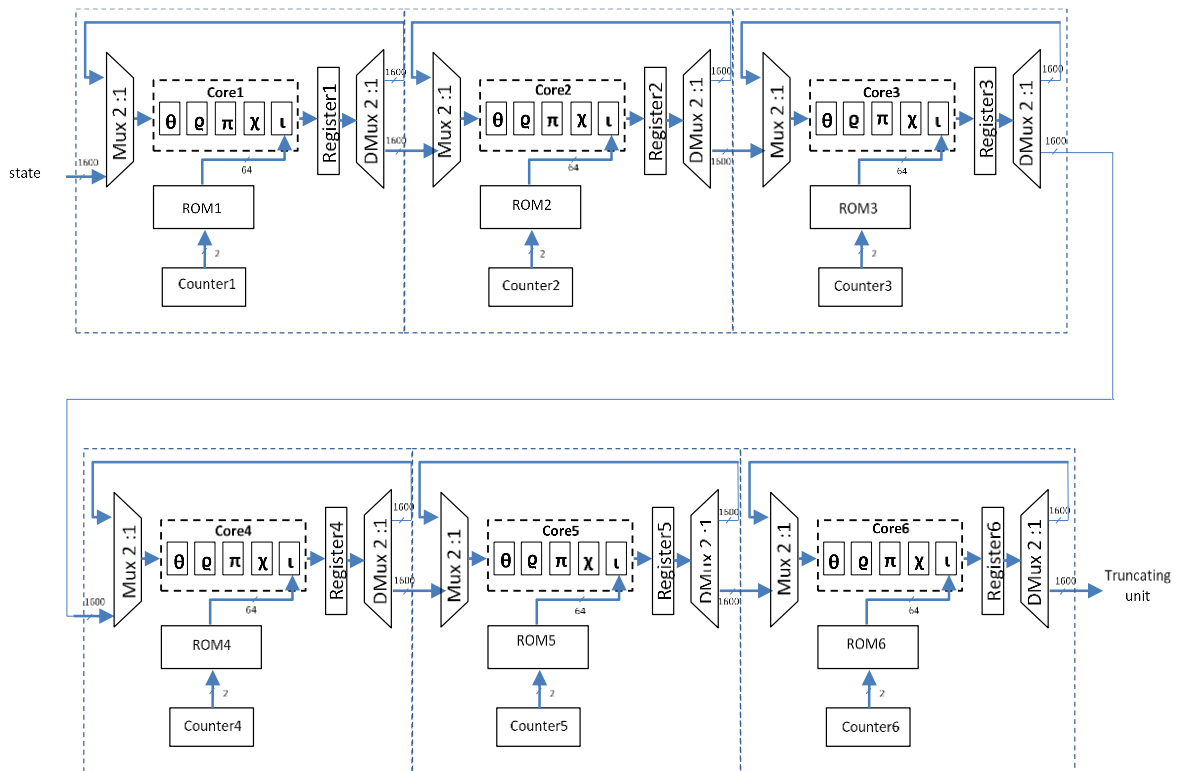 state
1600
Mux 2 :1
Core1
θ ϱ π χ ι
Register1
DMux 2 :1
1600
1600
64
ROM1
2
Counter1
Mux 2 :1
Core2
θ ϱ π χ ι
Register2
DMux 2 :1
1600
1600
64
ROM2
2
Counter2
Mux 2 :1
Core3
θ ϱ π χ ι
Register3
DMux 2 :1
1600
1600
64
ROM3
2
Counter3
1600
Mux 2 :1
Core4
θ ϱ π χ ι
Register4
DMux 2 :1
1600
1600
64
ROM4
2
Counter4
Mux 2 :1
Core5
θ ϱ π χ ι
Register5
DMux 2 :1
1600
1600
64
ROM5
2
Counter5
Mux 2 :1
Core6
θ ϱ π χ ι
Register6
DMux 2 :1
1600
1600
64
ROM6
2
Counter6
Truncating
unit